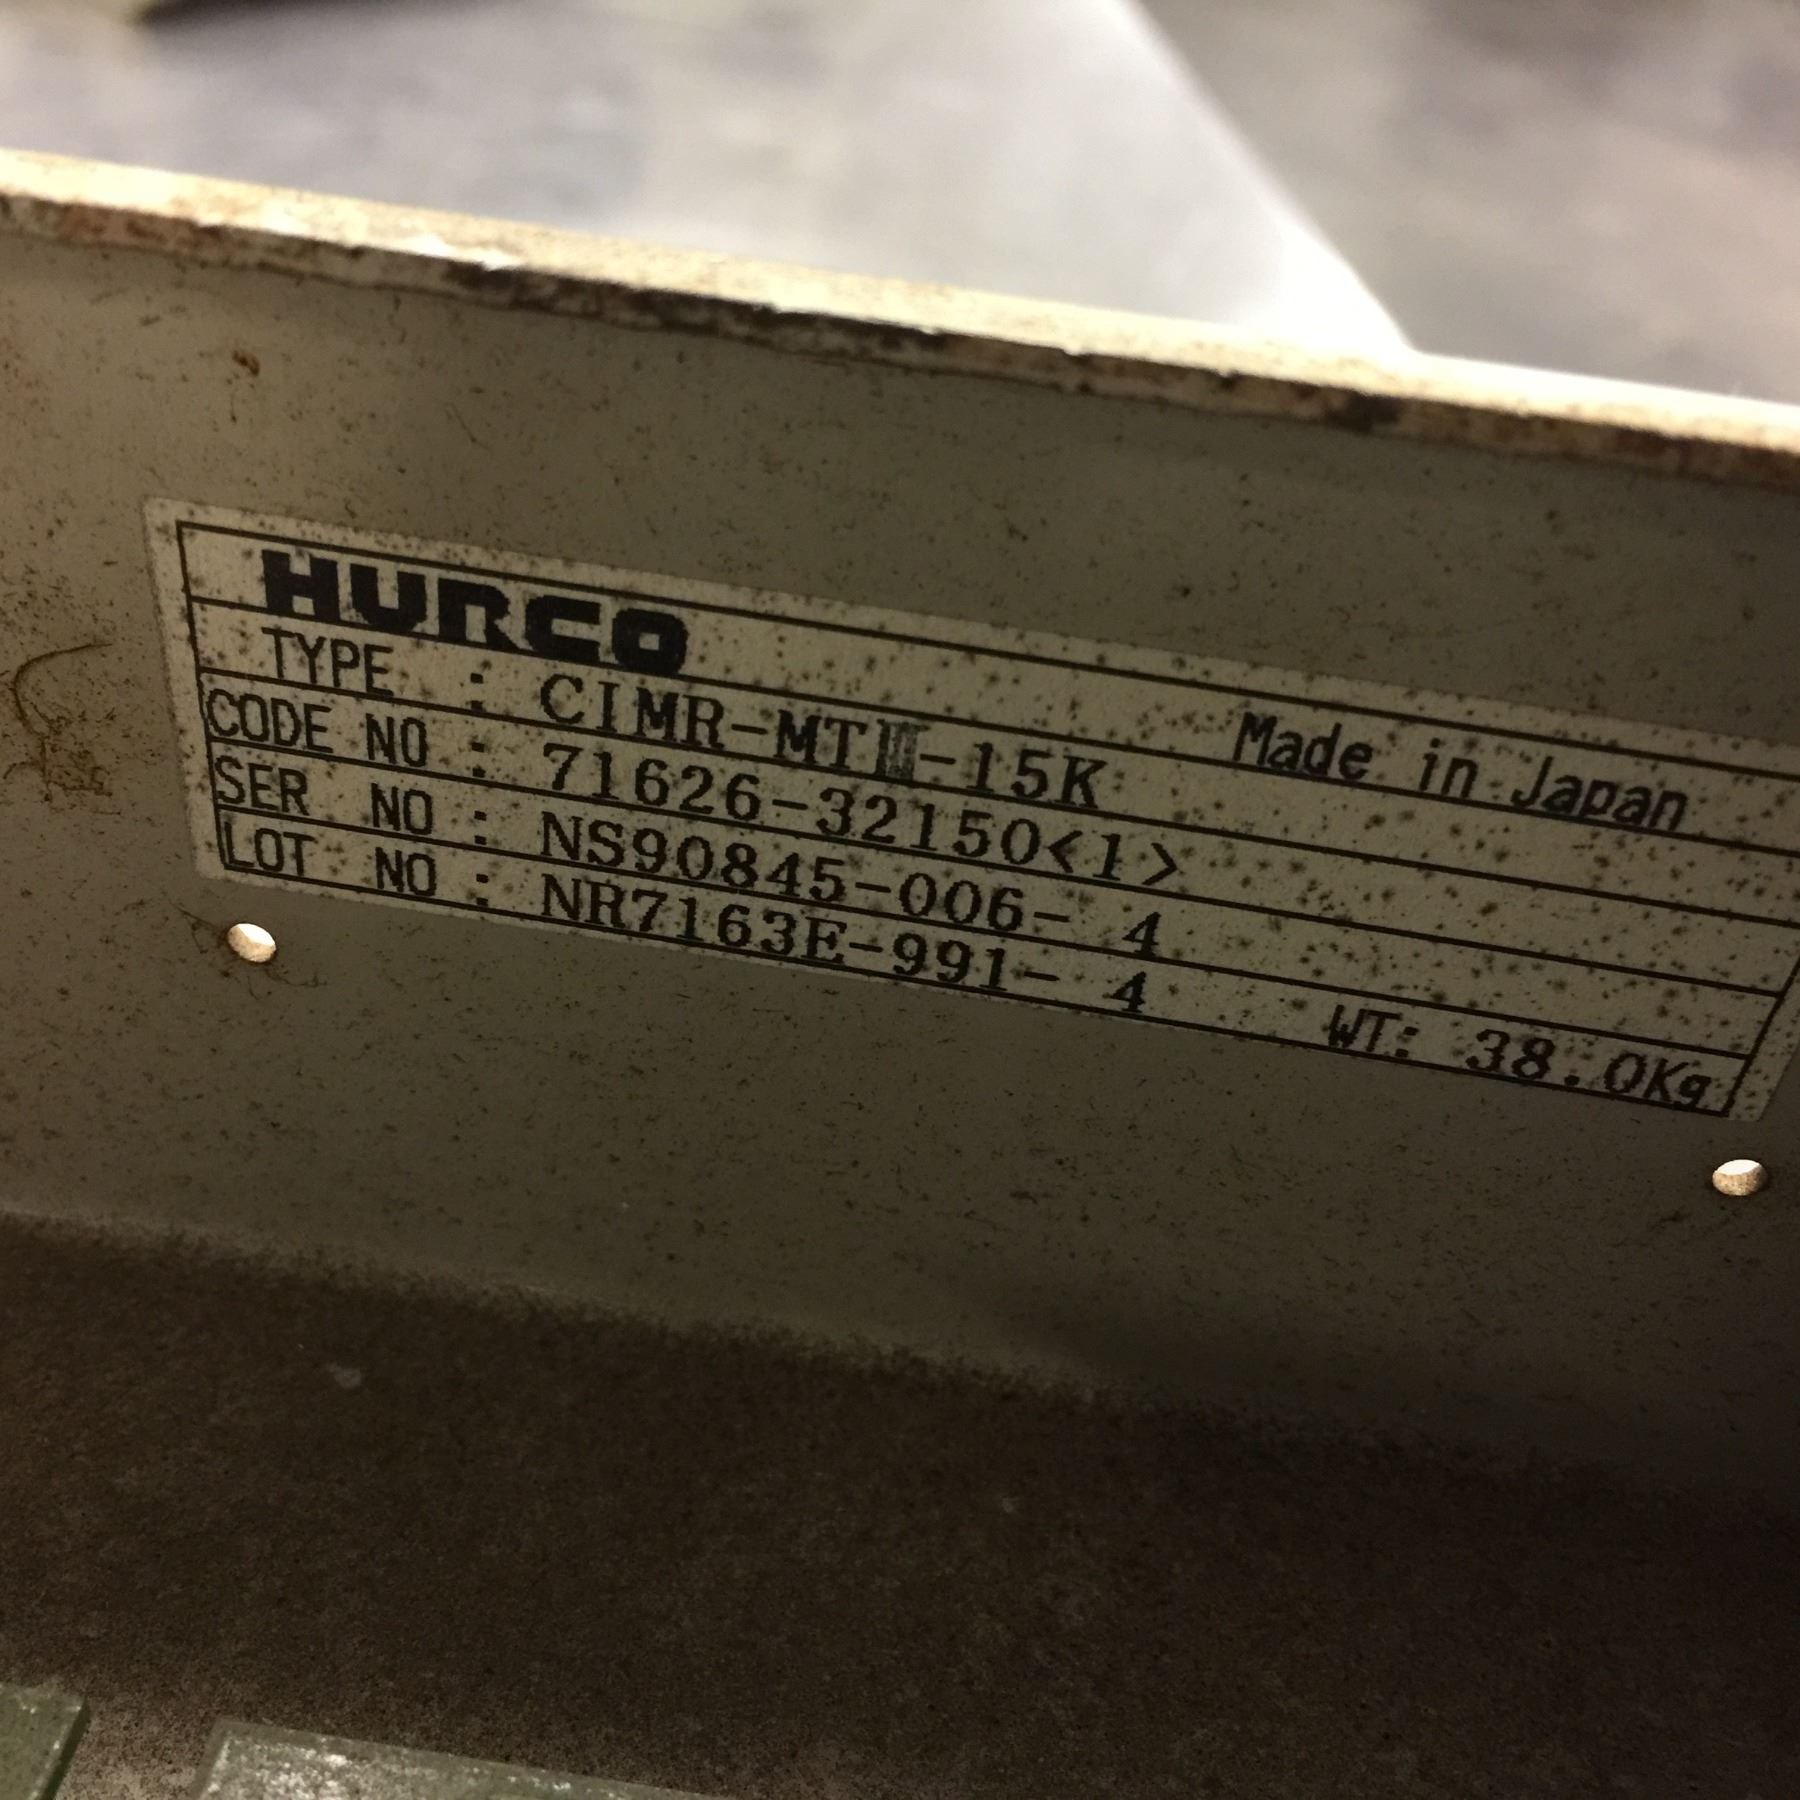 HURCO
Made in Japan
TYPE : CIMR-MTⅢ-15K
CODE NO : 71626-32150<1>
SER NO : NS90845-006- 4
LOT NO : NR7163E-991- 4 WT: 38.0Kg